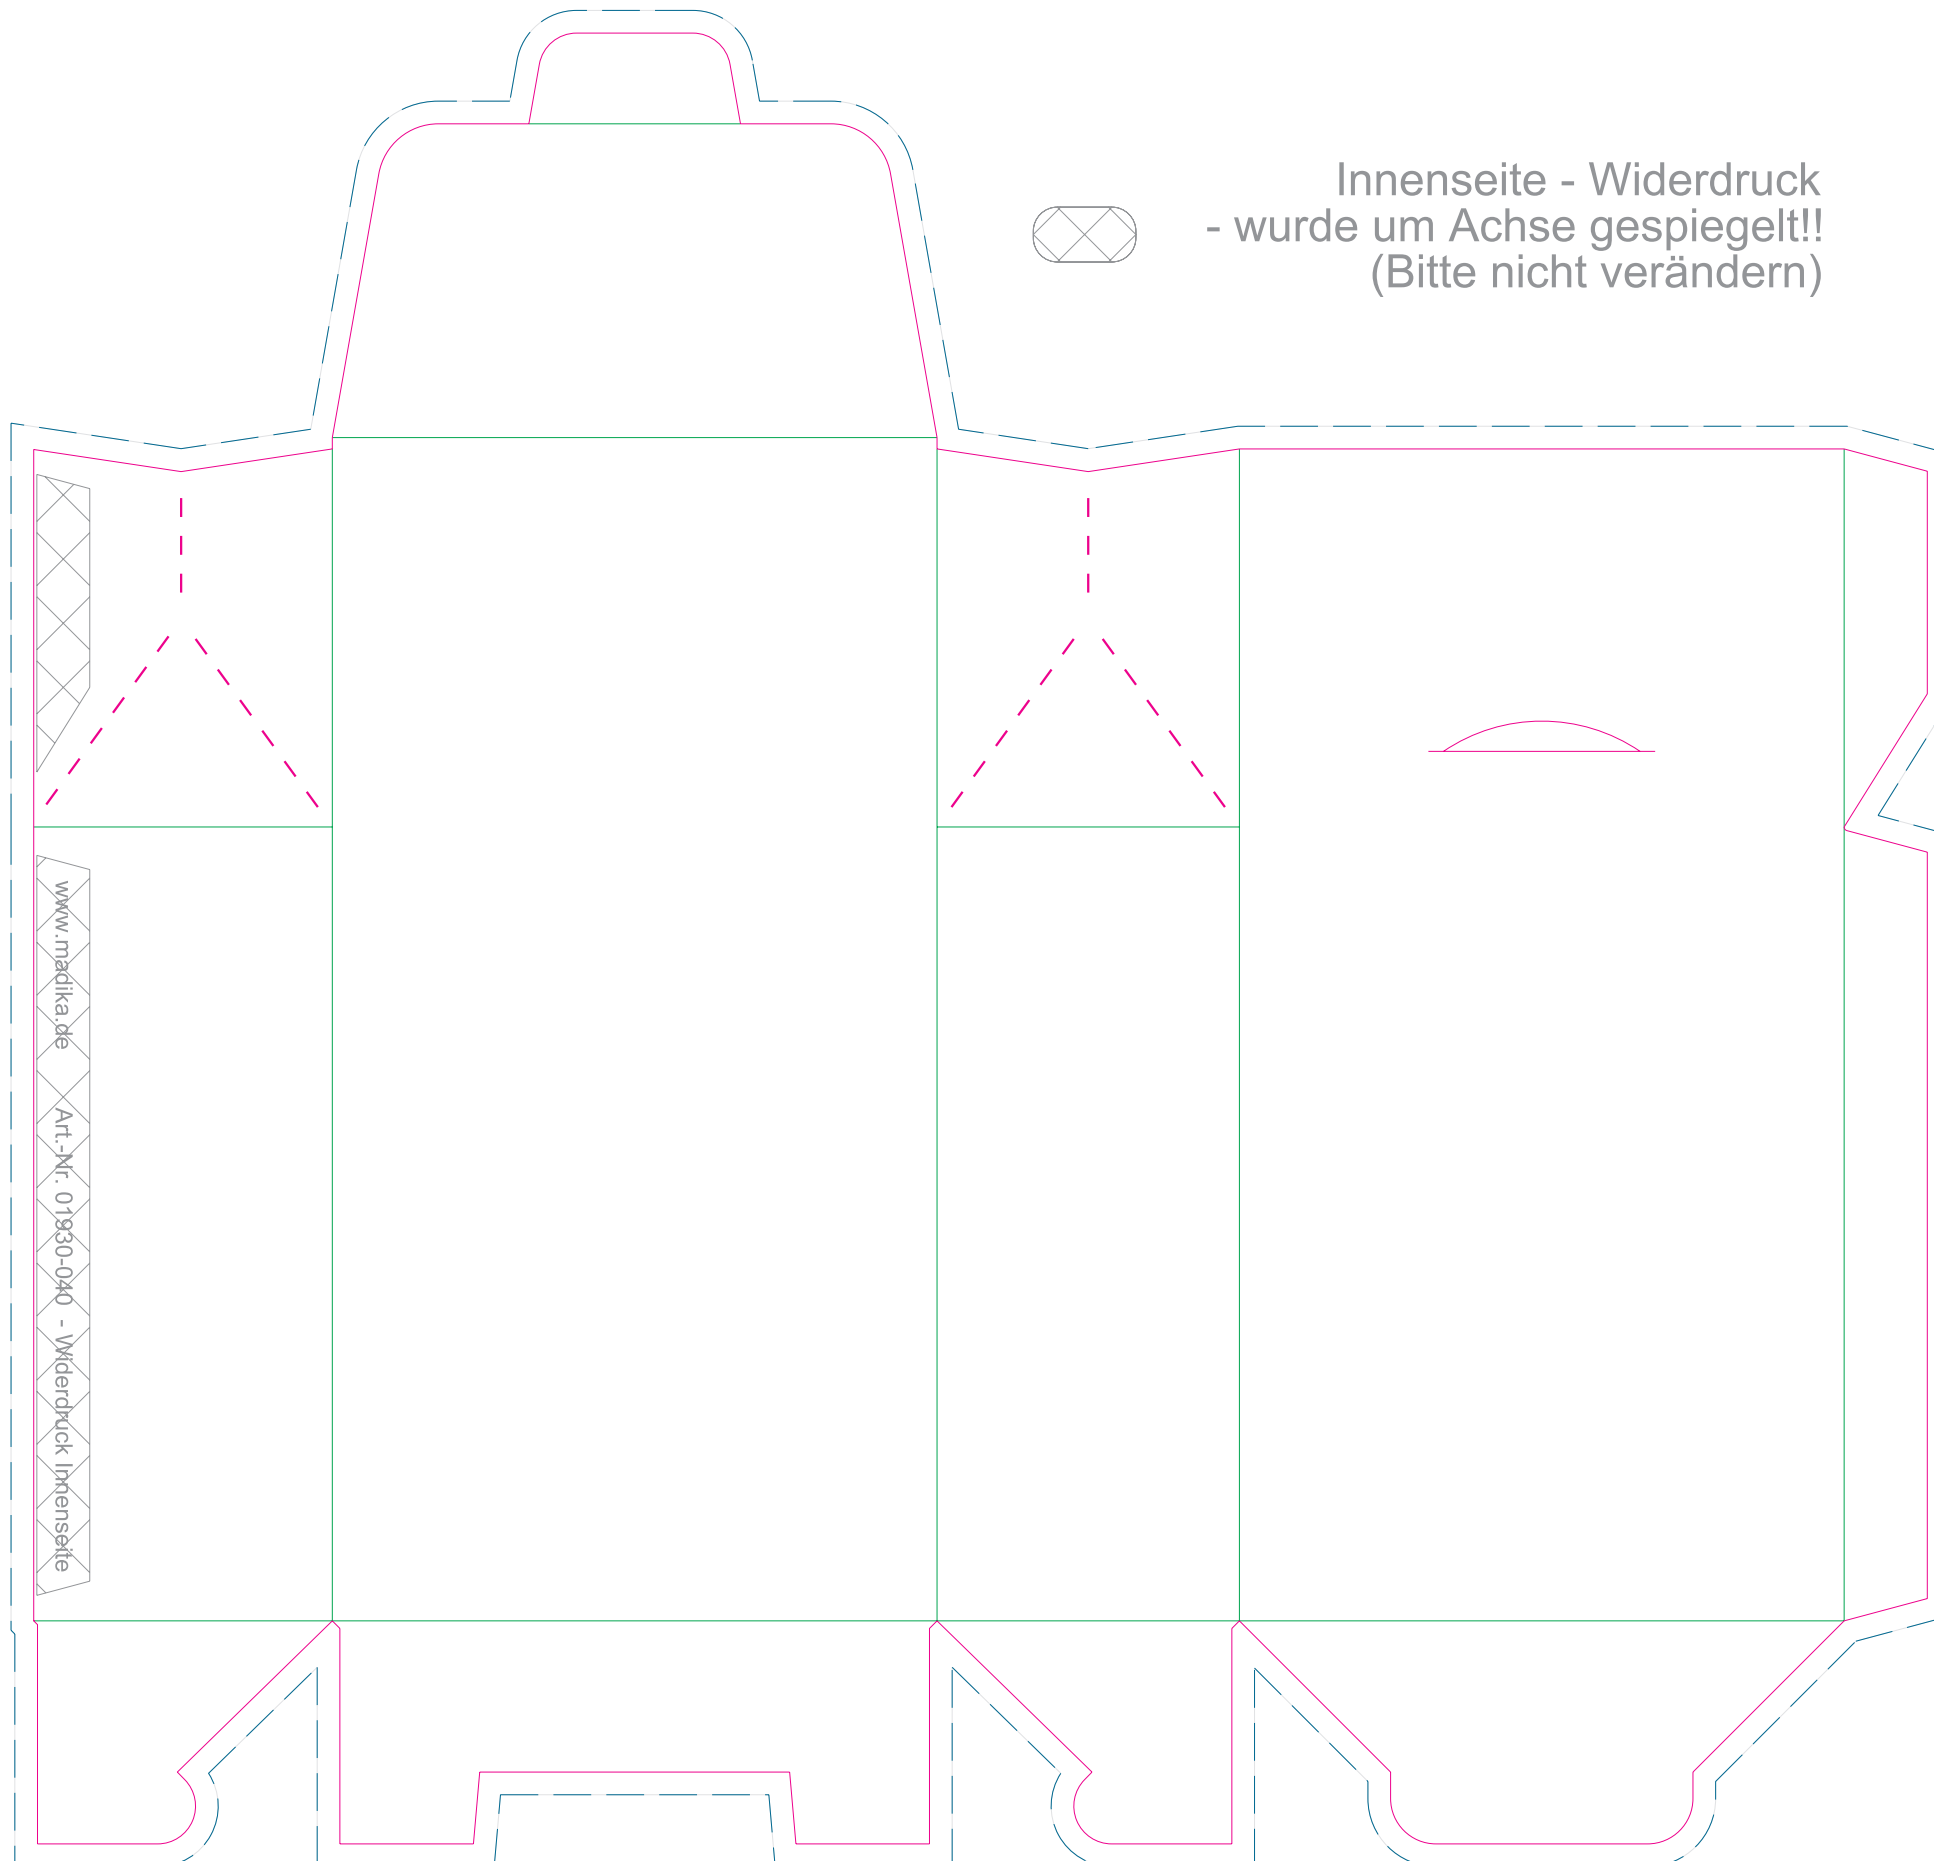 Innenseite - Widerdruck
- wurde um Achse gespiegelt!!
(Bitte nicht verändern)
www.madika.de Art.-Nr. 01930-040 - Widerdruck Innenseite